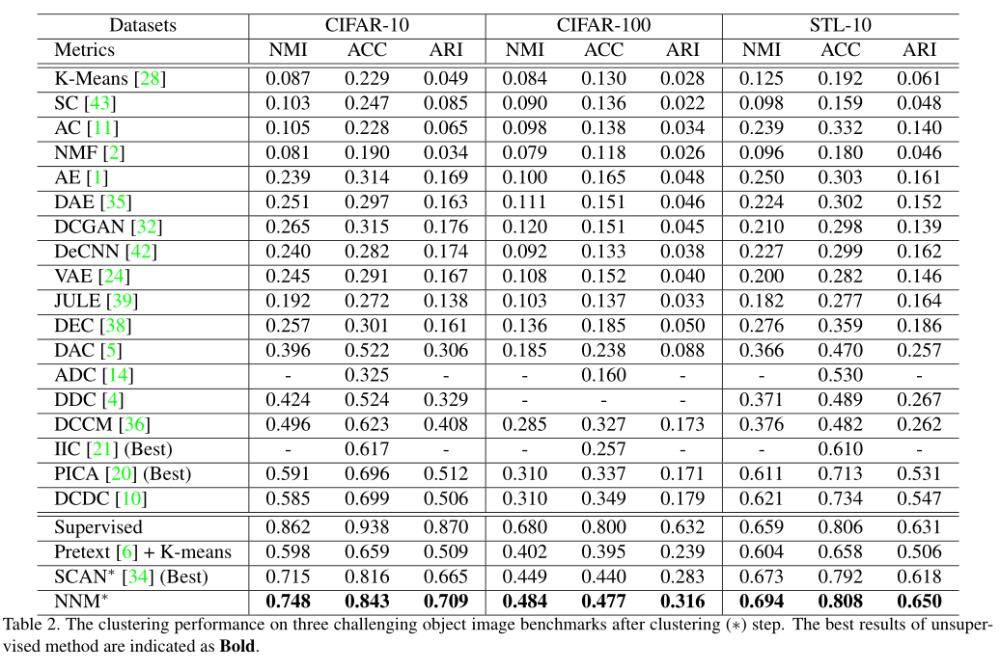 Datasets CIFAR-10 CIFAR-100 STL-10
Metrics NMI ACC ARI NMI ACC ARI NMI ACC ARI
K-Means [28] 0.087 0.229 0.049 0.084 0.130 0.028 0.125 0.192 0.061
SC [43] 0.103 0.247 0.085 0.090 0.136 0.022 0.098 0.159 0.048
AC [11] 0.105 0.228 0.065 0.098 0.138 0.034 0.239 0.332 0.140
NMF [2] 0.081 0.190 0.034 0.079 0.118 0.026 0.096 0.180 0.046
AE [1] 0.239 0.314 0.169 0.100 0.165 0.048 0.250 0.303 0.161
DAE [35] 0.251 0.297 0.163 0.111 0.151 0.046 0.224 0.302 0.152
DCGAN [32] 0.265 0.315 0.176 0.120 0.151 0.045 0.210 0.298 0.139
DeCNN [42] 0.240 0.282 0.174 0.092 0.133 0.038 0.227 0.299 0.162
VAE [24] 0.245 0.291 0.167 0.108 0.152 0.040 0.200 0.282 0.146
JULE [39] 0.192 0.272 0.138 0.103 0.137 0.033 0.182 0.277 0.164
DEC [38] 0.257 0.301 0.161 0.136 0.185 0.050 0.276 0.359 0.186
DAC [5] 0.396 0.522 0.306 0.185 0.238 0.088 0.366 0.470 0.257
ADC [14] - 0.325 - - 0.160 - - 0.530 -
DDC [4] 0.424 0.524 0.329 - - - 0.371 0.489 0.267
DCCM [36] 0.496 0.623 0.408 0.285 0.327 0.173 0.376 0.482 0.262
IIC [21] (Best) - 0.617 - - 0.257 - - 0.610 -
PICA [20] (Best) 0.591 0.696 0.512 0.310 0.337 0.171 0.611 0.713 0.531
DCDC [10] 0.585 0.699 0.506 0.310 0.349 0.179 0.621 0.734 0.547
Supervised 0.862 0.938 0.870 0.680 0.800 0.632 0.659 0.806 0.631
Pretext [6] + K-means 0.598 0.659 0.509 0.402 0.395 0.239 0.604 0.658 0.506
SCAN* [34] (Best) 0.715 0.816 0.665 0.449 0.440 0.283 0.673 0.792 0.618
NNM* 0.748 0.843 0.709 0.484 0.477 0.316 0.694 0.808 0.650
Table 2. The clustering performance on three challenging object image benchmarks after clustering (*) step. The best results of unsuper-
vised method are indicated as Bold.